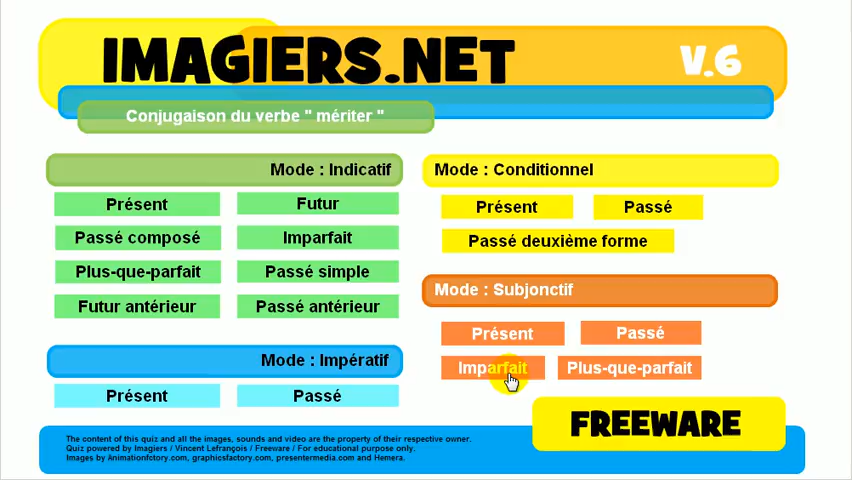 IMAGIERS.NET
V.6
Conjugaison du verbe " mériter "
Mode : Indicatif
Présent
Futur
Passé composé
Imparfait
Plus-que-parfait
Passé simple
Futur antérieur
Passé antérieur
Mode : Impératif
Présent
Passé
Mode : Conditionnel
Présent
Passé
Passé deuxième forme
Mode : Subjonctif
Présent
Passé
Imparfait
Plus-que-parfait
FREEWARE
The content of this quiz and all the images, sounds and video are the property of their respective owner.
Quiz powered by Imagiers / Vincent Lefrançois / Freeware / For educational purpose only.
Images by Animationfctory.com, graphicsfactory.com, presentermedia.com and Hemera.